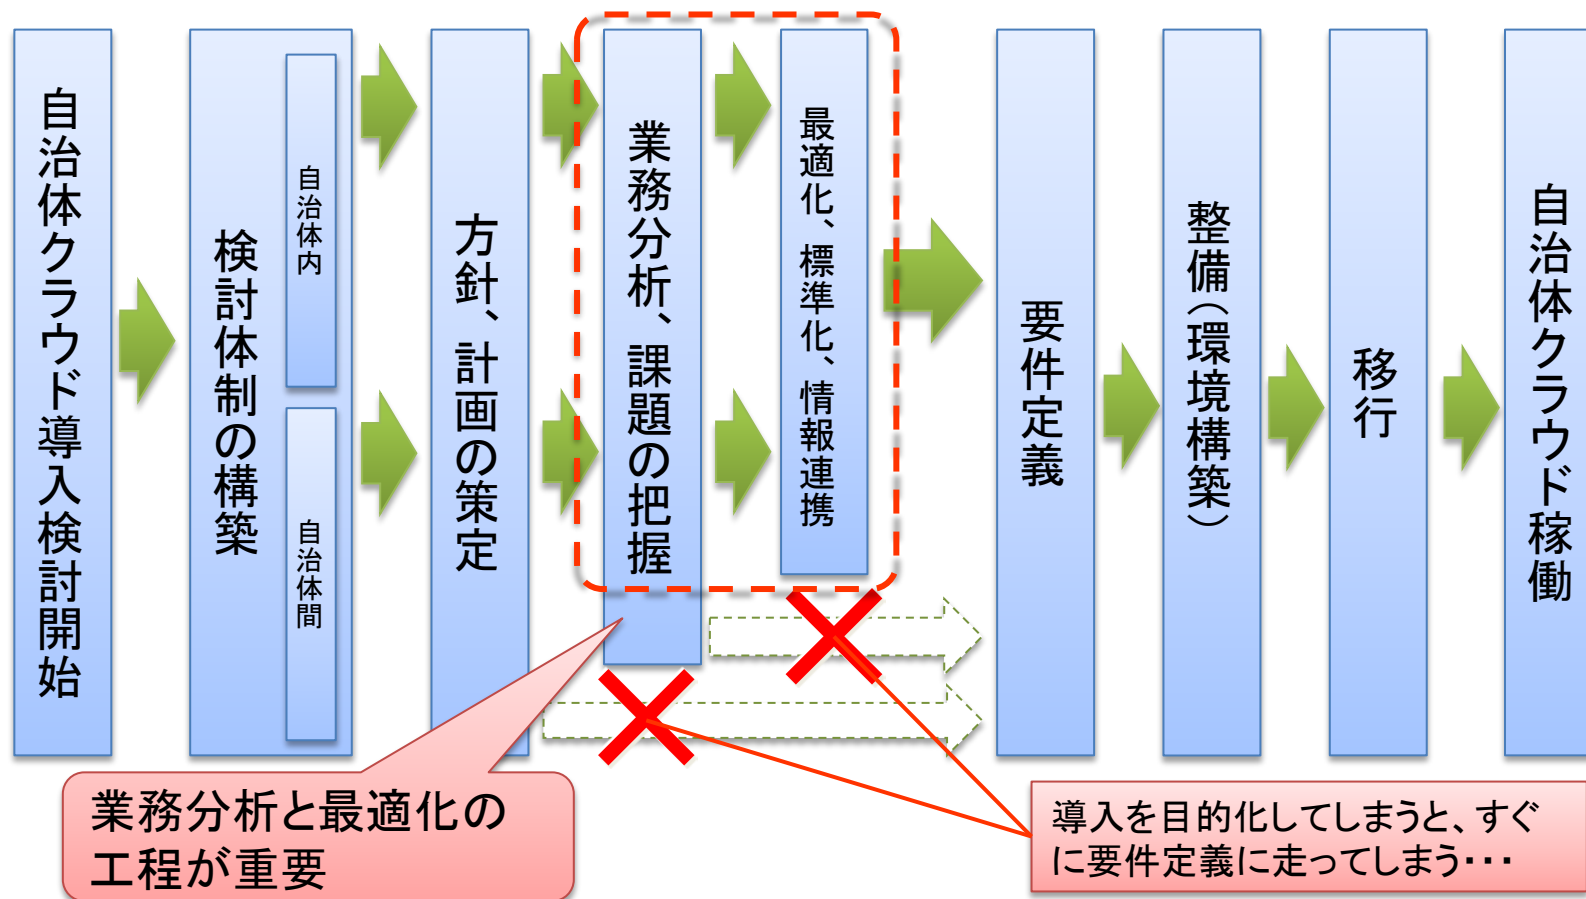 自治体クラウド導入検討開始
検討体制の構築
自治体内
自治体間
方針、計画の策定
業務分析、課題の把握
最適化、標準化、情報連携
要件定義
整備（環境構築）
移行
自治体クラウド稼働
業務分析と最適化の
工程が重要
導入を目的化してしまうと、すぐ
に要件定義に走ってしまう・・・